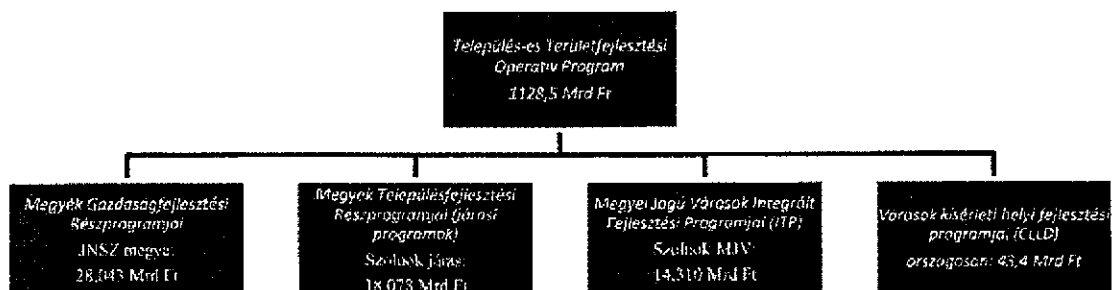 Település-es Területfejlesztési
Operatív Program
1128,5 Mrd Ft
Megyék Gazdaságfejlesztési
Részprogramjai
JNSZ megye:
28,043 Mrd Ft
Megyék Településfejlesztési
Részprogramjai (járási
programok)
Szolnok járás:
18,073 Mrd Ft
Megyei Jogú Városok Integrált
Fejlesztési Programjai (ITP)
Szolnok MJV:
14,310 Mrd Ft
Városok kísérleti helyi fejlesztési
programjai (CLLD)
országosan: 43,4 Mrd Ft